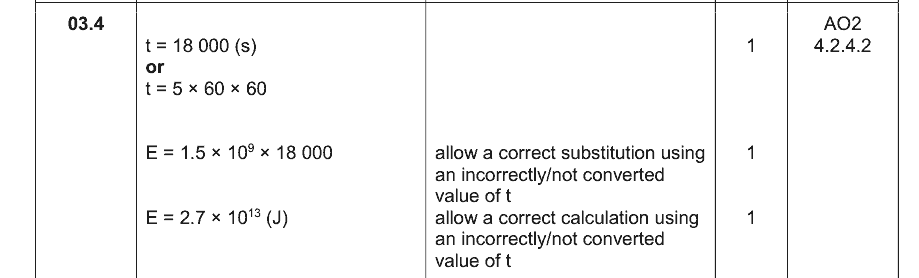 03.4
t = 18 000 (s)
or
t = 5 × 60 × 60
1
AO2
4.2.4.2
E = 1.5 × 10⁹ × 18 000
allow a correct substitution using
an incorrectly/not converted
value of t
1
E = 2.7 × 10¹³ (J)
allow a correct calculation using
an incorrectly/not converted
value of t
1